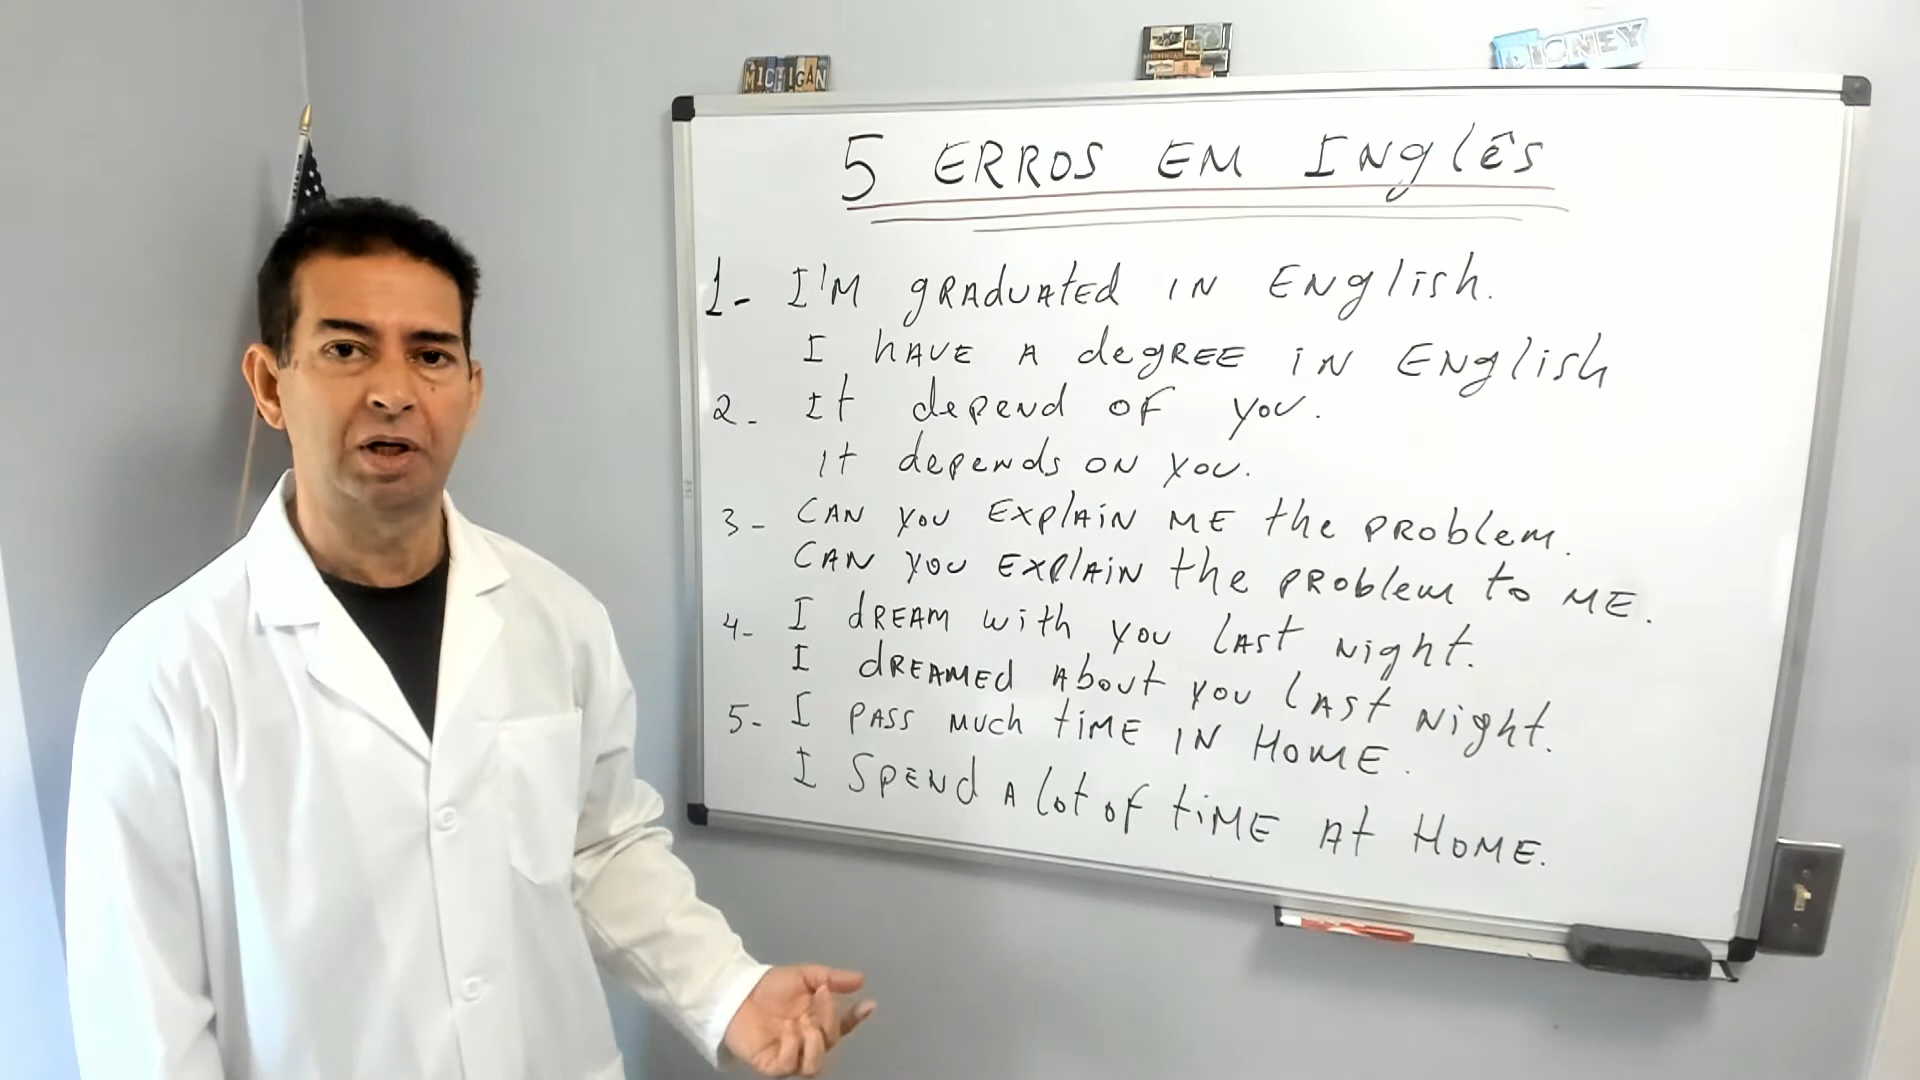 MICHIGAN
DISNEY
5 ERROS EM INGLÊS
1- I'M GRADUATED IN ENGLISH.
I HAVE A DEGREE IN ENGLISH
2- It depend OF YOU.
It depends ON YOU.
3- CAN YOU EXPLAIN ME the PROblem.
CAN YOU EXPLAIN the PROblem to ME.
4- I dREAM with YOU LAST Night.
I dREAMED About YOU LAST Night.
5- I PASS MUCH tiME IN HOME.
I SPEND A lot of tiME At HOME.